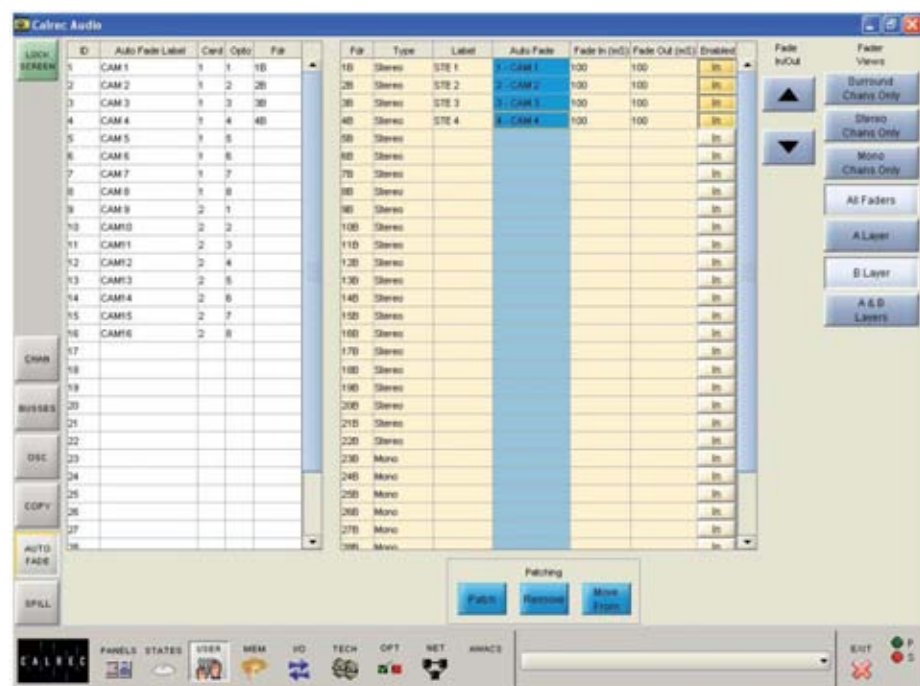 Calrec Audio
LOCK SCREEN
ID Auto Fade Label Card Opto Fdr
1 CAM 1 1 1 1B
2 CAM 2 1 2 2B
3 CAM 3 1 3 3B
4 CAM 4 1 4 4B
5 CAM 5 1 5
6 CAM 6 1 6
7 CAM 7 1 7
8 CAM 8 1 8
9 CAM 9 2 1
10 CAM10 2 2
11 CAM11 2 3
12 CAM12 2 4
13 CAM13 2 5
14 CAM14 2 6
15 CAM15 2 7
16 CAM16 2 8
17
18
19
20
21
22
23
24
25
26
27
28
Fdr Type Label Auto Fade Fade In (mS) Fade Out (mS) Enabled
1B Stereo STE 1 1 - CAM 1 100 100 In
2B Stereo STE 2 2 - CAM 2 100 100 In
3B Stereo STE 3 3 - CAM 3 100 100 In
4B Stereo STE 4 4 - CAM 4 100 100 In
5B Stereo In
6B Stereo In
7B Stereo In
8B Stereo In
9B Stereo In
10B Stereo In
11B Stereo In
12B Stereo In
13B Stereo In
14B Stereo In
15B Stereo In
16B Stereo In
17B Stereo In
18B Stereo In
19B Stereo In
20B Stereo In
21B Stereo In
22B Stereo In
23B Mono In
24B Mono In
25B Mono In
26B Mono In
27B Mono In
28B Mono In
Fade In/Out
Fader Views
Surround Chans Only
Stereo Chans Only
Mono Chans Only
All Faders
A Layer
B Layer
A & B Layers
CHAN
BUSSES
OSC
COPY
AUTO FADE
SPILL
Patching
Patch Remove Move From
CALREC PANELS STATES USER MEM I/O TECH OPT NET AWACS EXIT P
S